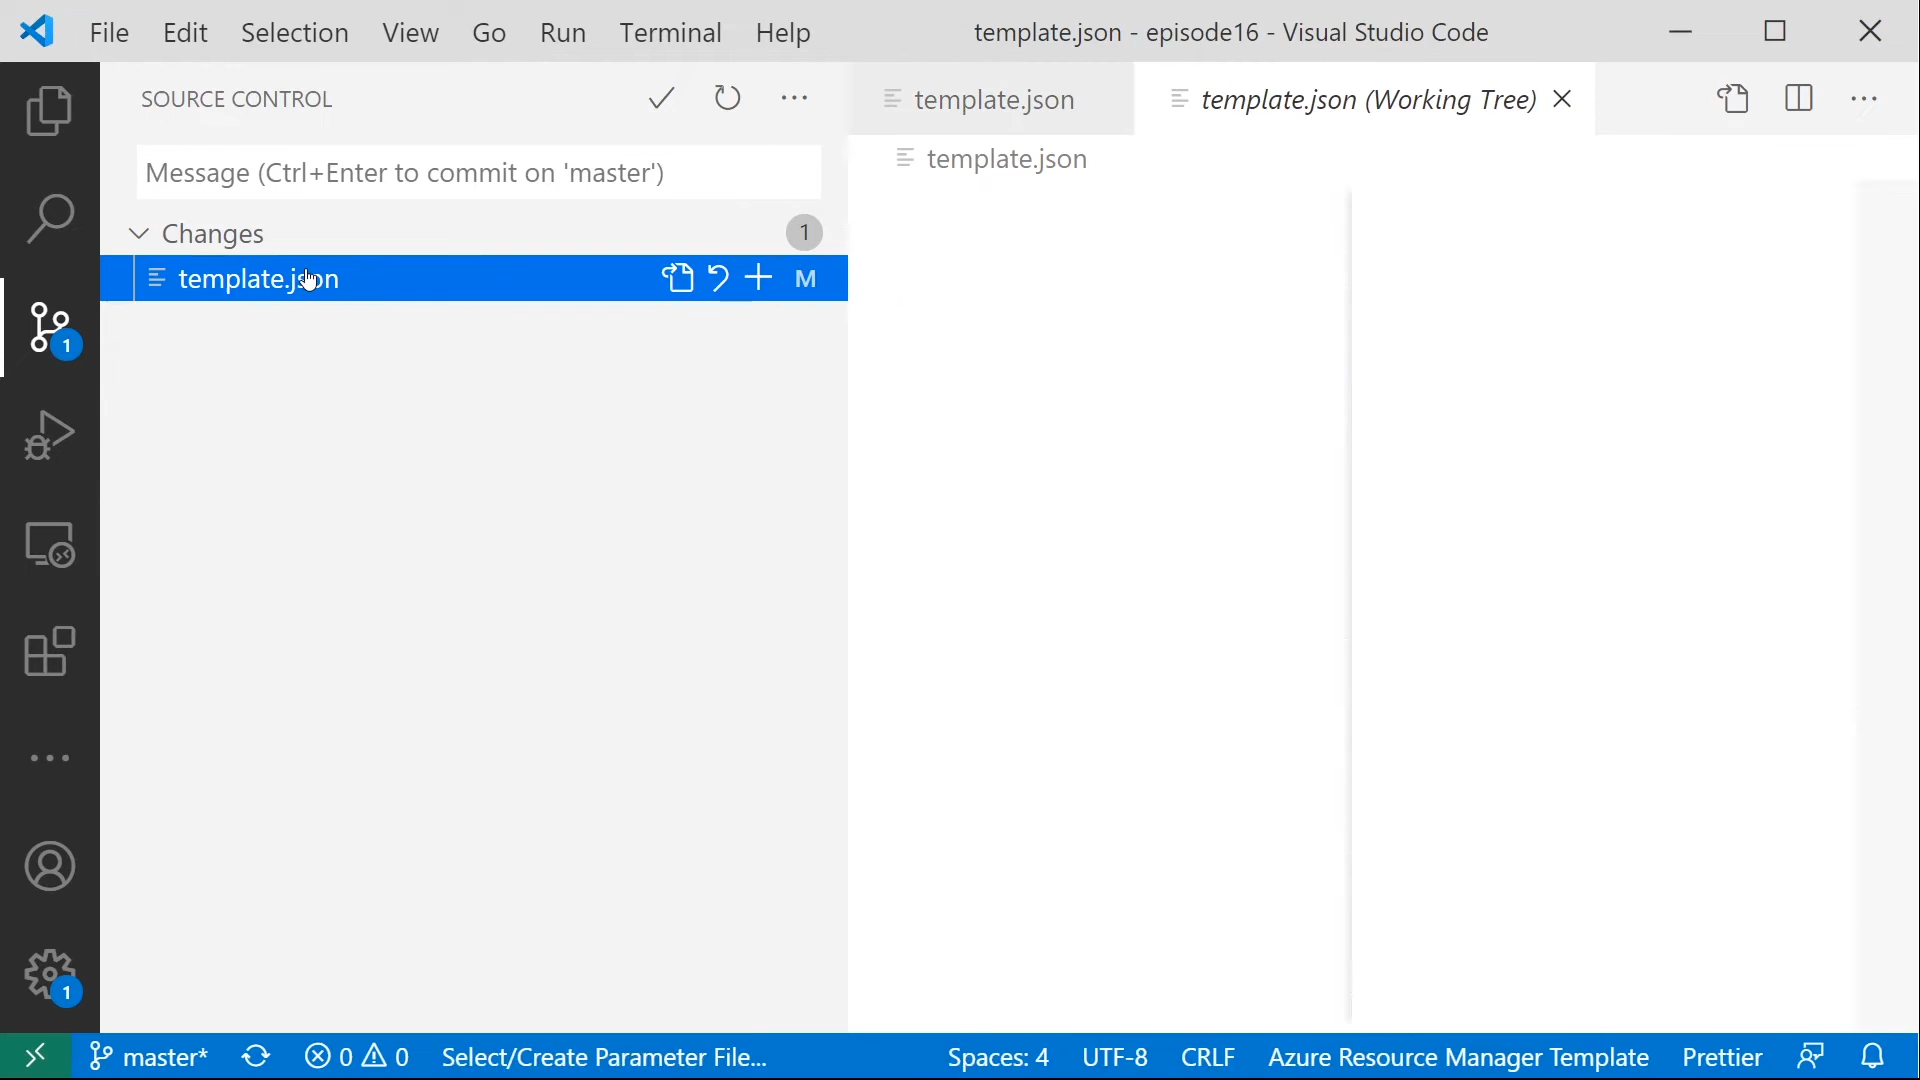 File Edit Selection View Go Run Terminal Help template.json - episode16 - Visual Studio Code
SOURCE CONTROL
template.json
template.json (Working Tree)
Message (Ctrl+Enter to commit on 'master')
template.json
Changes
1
template.json
M
1
1
master*
0
0
Select/Create Parameter File...
Spaces: 4
UTF-8
CRLF
Azure Resource Manager Template
Prettier